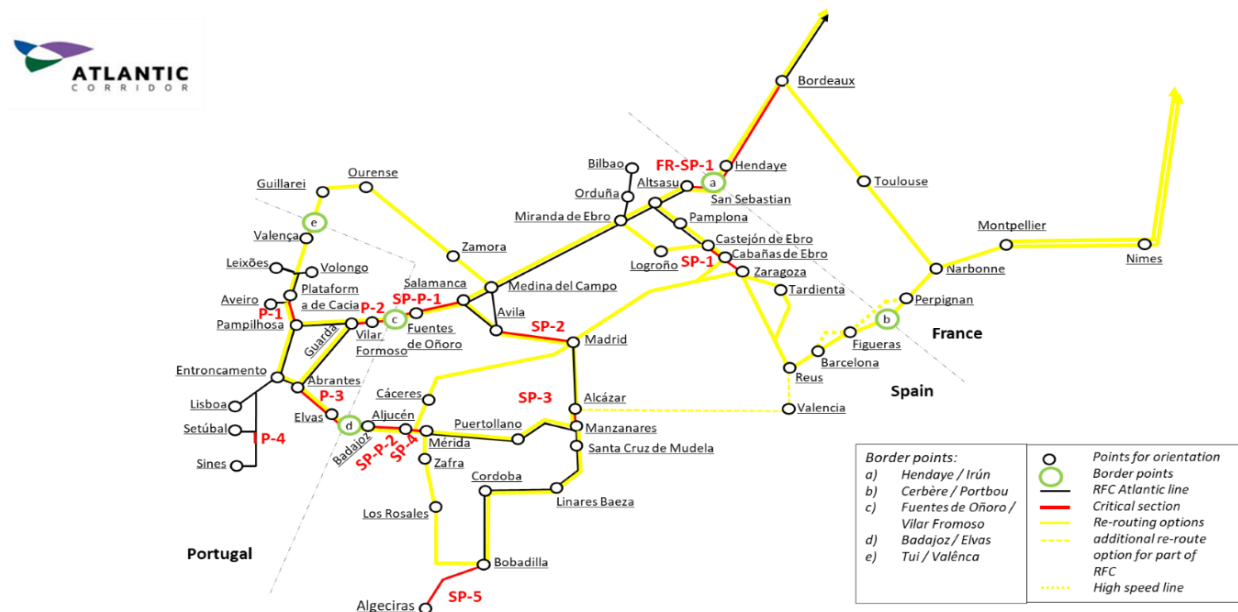 ATLANTIC
CORRIDOR
Bordeaux
Hendaye
FR-SP-1
a
Bilbao
Altsasu
Orduña
San Sebastian
Miranda de Ebro
Pamplona
Toulouse
Ourense
Guillarei
e
Valença
Zamora
Castejón de Ebro
Logroño
SP-1
Cabañas de Ebro
Zaragoza
Tardienta
Montpellier
Nimes
Narbonne
Perpignan
Leixões
Volongo
Salamanca
Medina del Campo
Plataform
a de Cacia
Aveiro
P-1
P-2
SP-P-1
Avila
SP-2
Pampilhosa
Guarda
Vilar
Formoso
c
Fuentes
de Oñoro
Madrid
b
France
Figueras
Barcelona
Reus
Spain
Entroncamento
Abrantes
P-3
Cáceres
SP-3
Alcázar
Valencia
Lisboa
Elvas
d
Aljucén
Puertollano
Manzanares
Setúbal
P-4
Badajoz
SP-P-2
SP-4
Mérida
Santa Cruz de Mudela
Sines
Zafra
Cordoba
Linares Baeza
Los Rosales
Portugal
Bobadilla
Algeciras
SP-5
Border points:
a) Hendaye / Irún
b) Cerbère / Portbou
c) Fuentes de Oñoro /
Vilar Fromoso
d) Badajoz / Elvas
e) Tui / Valênca
Points for orientation
Border points
RFC Atlantic line
Critical section
Re-routing options
additional re-route
option for part of
RFC
High speed line